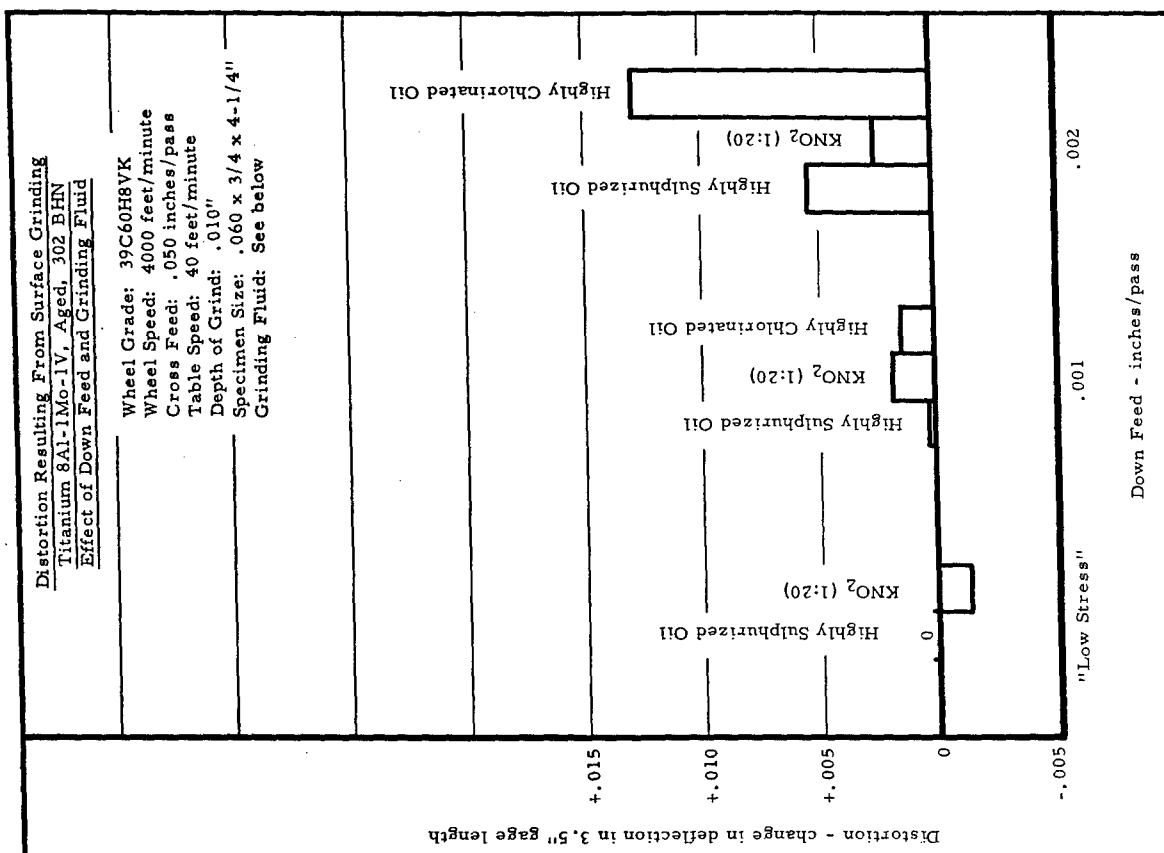 Distortion Resulting From Surface Grinding
Titanium 8Al-1Mo-1V, Aged, 302 BHN
Effect of Down Feed and Grinding Fluid
Wheel Grade: 39C60H8VK
Wheel Speed: 4000 feet/minute
Cross Feed: .050 inches/pass
Table Speed: 40 feet/minute
Depth of Grind: .010"
Specimen Size: .060 x 3/4 x 4-1/4"
Grinding Fluid: See below
Distortion - change in deflection in 3.5" gage length
+.015
+.010
+.005
0
-.005
Highly Sulphurized Oil
0
KNO2 (1:20)
Highly Sulphurized Oil
KNO2 (1:20)
Highly Chlorinated Oil
Highly Sulphurized Oil
KNO2 (1:20)
Highly Chlorinated Oil
"Low Stress"
.001
.002
Down Feed - inches/pass